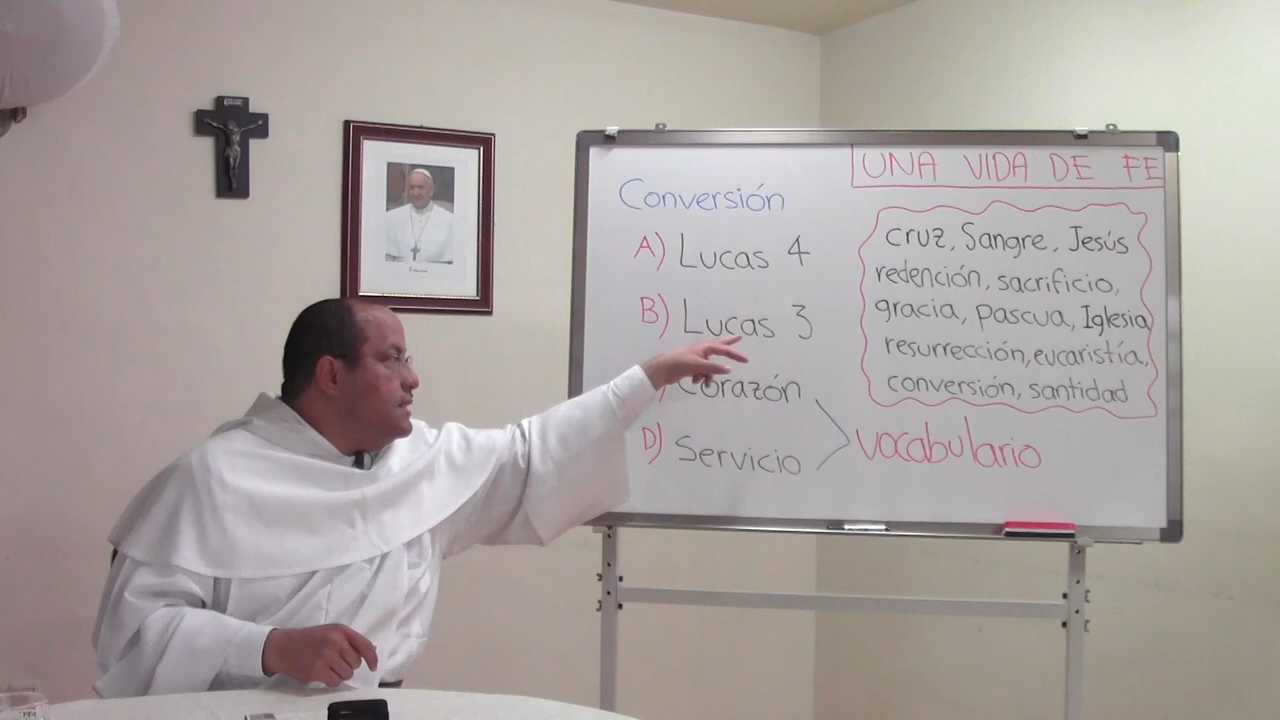 UNA VIDA DE FE
Conversión
A) Lucas 4
B) Lucas 3
) Corazón
D) Servicio
vocabulario
cruz, Sangre, Jesús
redención, sacrificio,
gracia, pascua, Iglesia
resurrección, eucaristía,
conversión, santidad